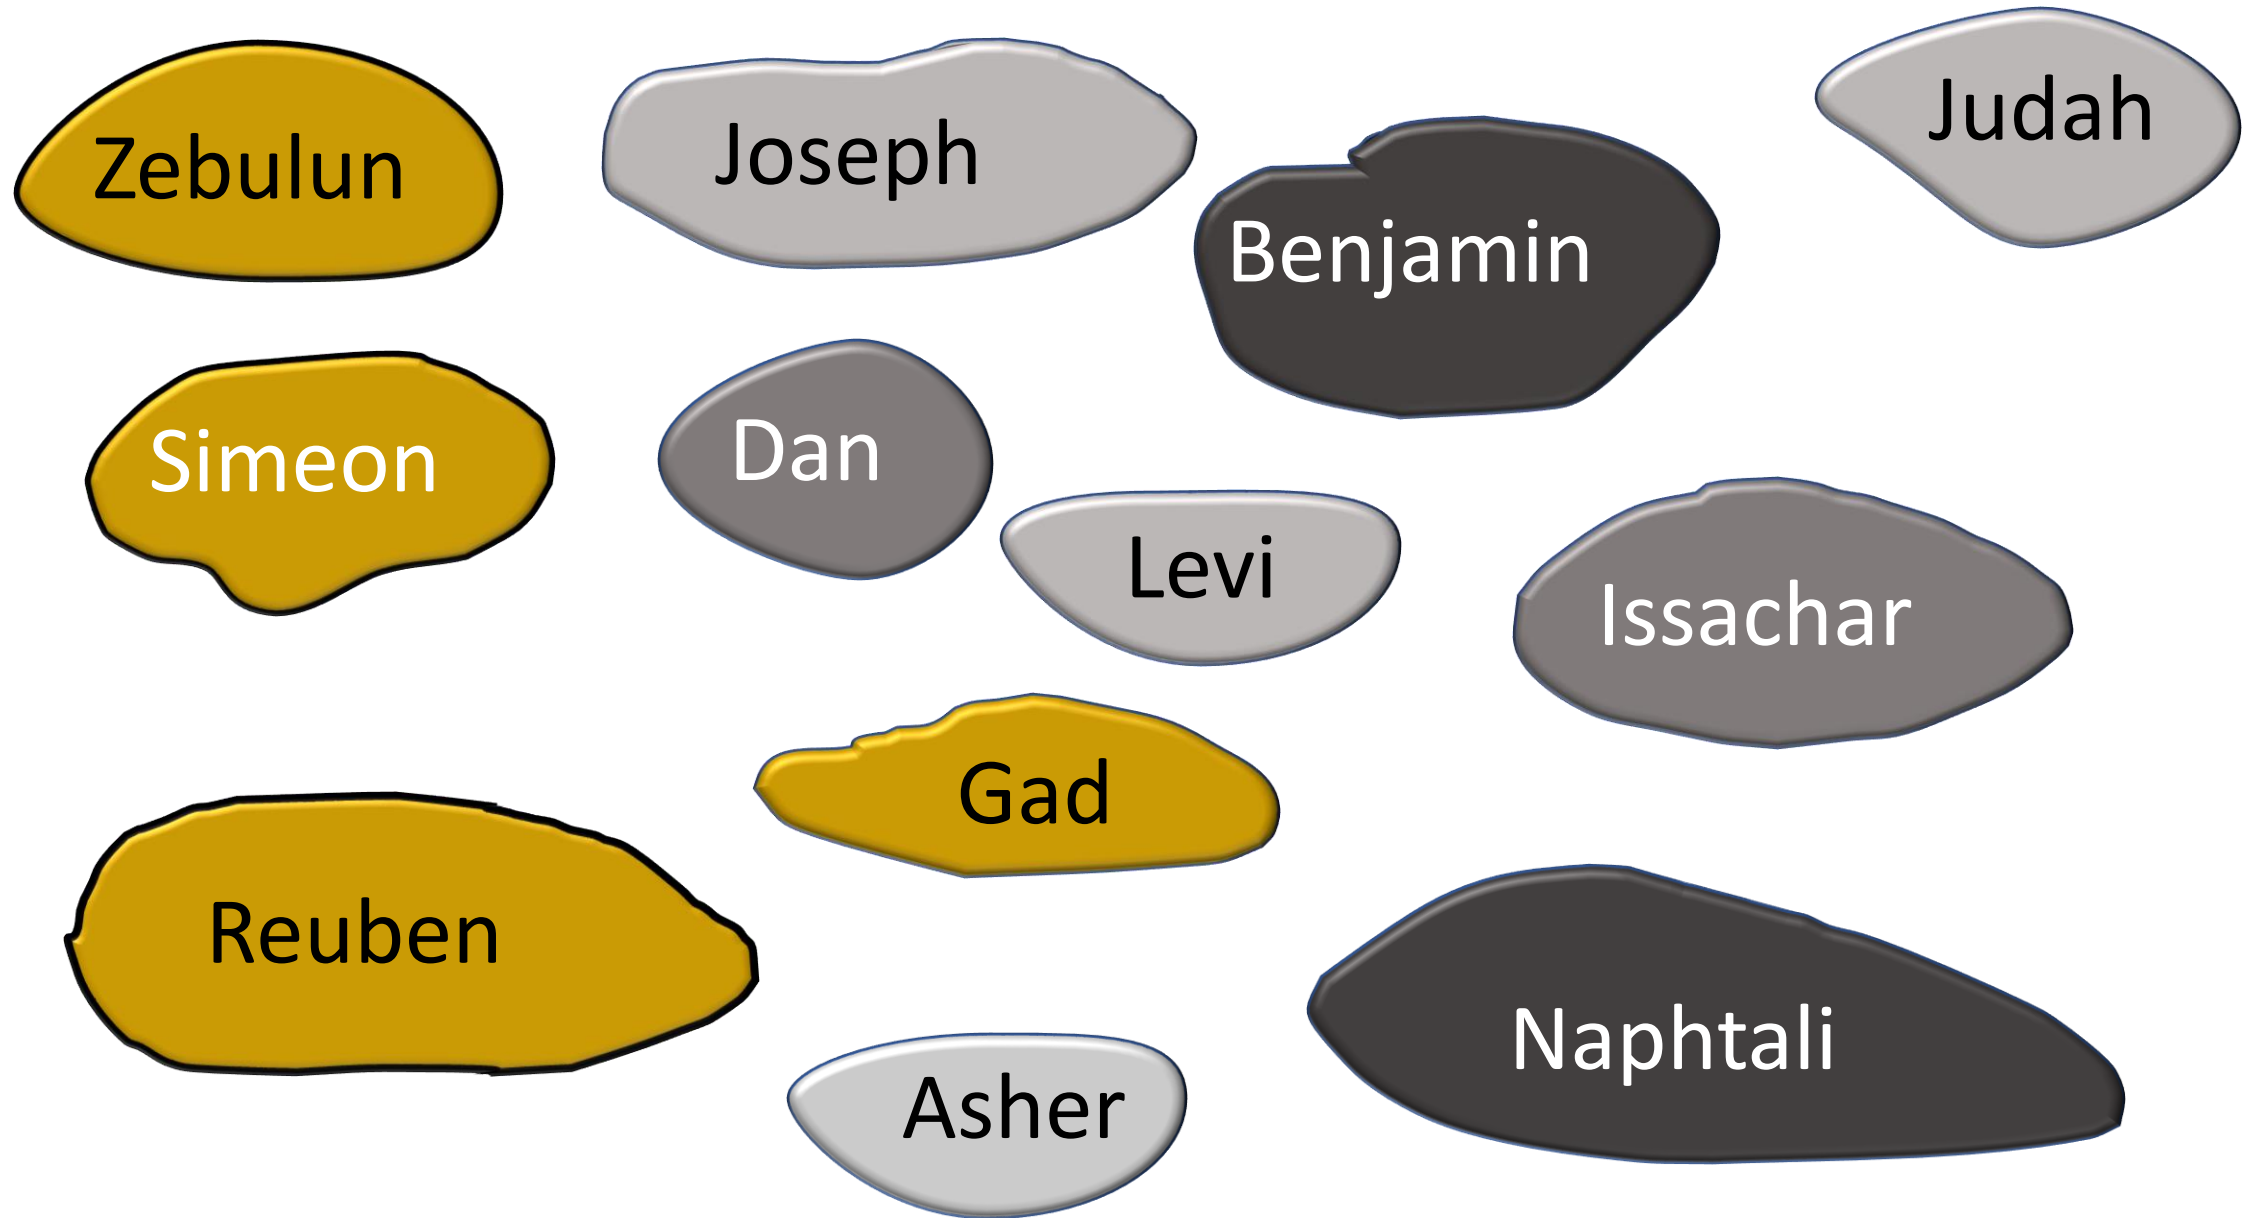 Zebulun
Joseph
Judah
Benjamin
Simeon
Dan
Levi
Issachar
Gad
Reuben
Naphtali
Asher